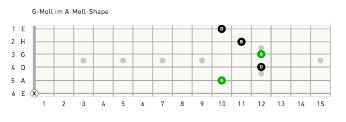 G-Moll im A-Moll-Shape
1 E G
2 H D
3 G G
4 D D
5 A G
6 E X
1 2 3 4 5 6 7 8 9 10 11 12 13 14 15